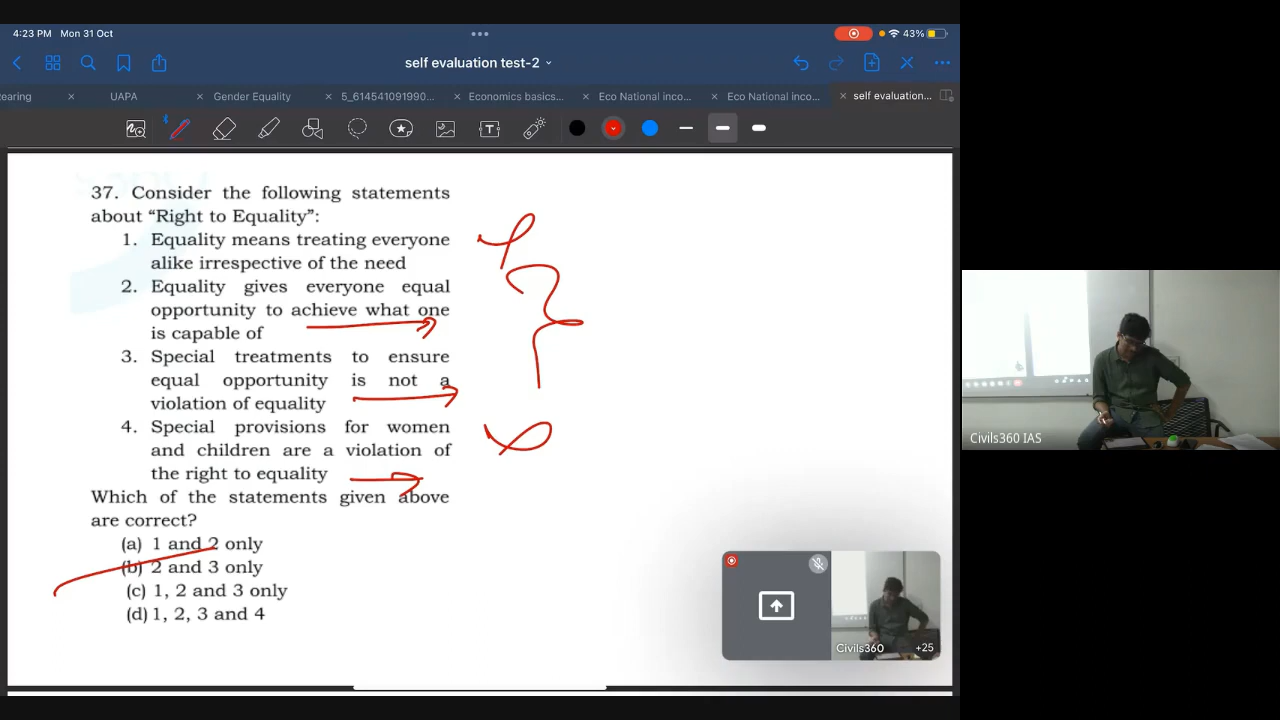 4:23 PM Mon 31 Oct
43%
self evaluation test-2
tearing
UAPA
Gender Equality
5_614541091990...
Economics basics...
Eco National inco...
Eco National inco...
self evaluation...
37. Consider the following statements
about “Right to Equality”:
1. Equality means treating everyone
alike irrespective of the need
2. Equality gives everyone equal
opportunity to achieve what one
is capable of
3. Special treatments to ensure
equal opportunity is not a
violation of equality
4. Special provisions for women
and children are a violation of
the right to equality
Which of the statements given above
are correct?
(a) 1 and 2 only
(b) 2 and 3 only
(c) 1, 2 and 3 only
(d) 1, 2, 3 and 4
Civils360 IAS
Civils360
+25